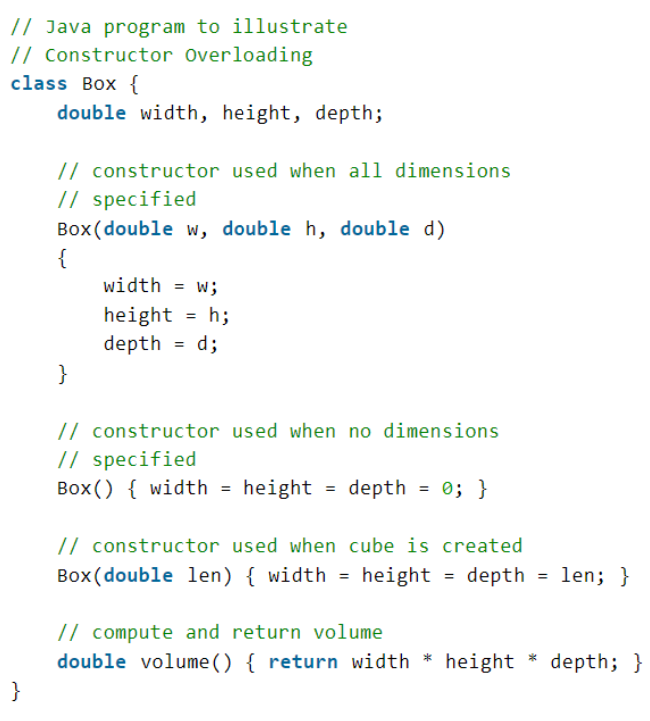 // Java program to illustrate
// Constructor Overloading
class Box {
    double width, height, depth;

    // constructor used when all dimensions
    // specified
    Box(double w, double h, double d)
    {
        width = w;
        height = h;
        depth = d;
    }

    // constructor used when no dimensions
    // specified
    Box() { width = height = depth = 0; }

    // constructor used when cube is created
    Box(double len) { width = height = depth = len; }

    // compute and return volume
    double volume() { return width * height * depth; }
}